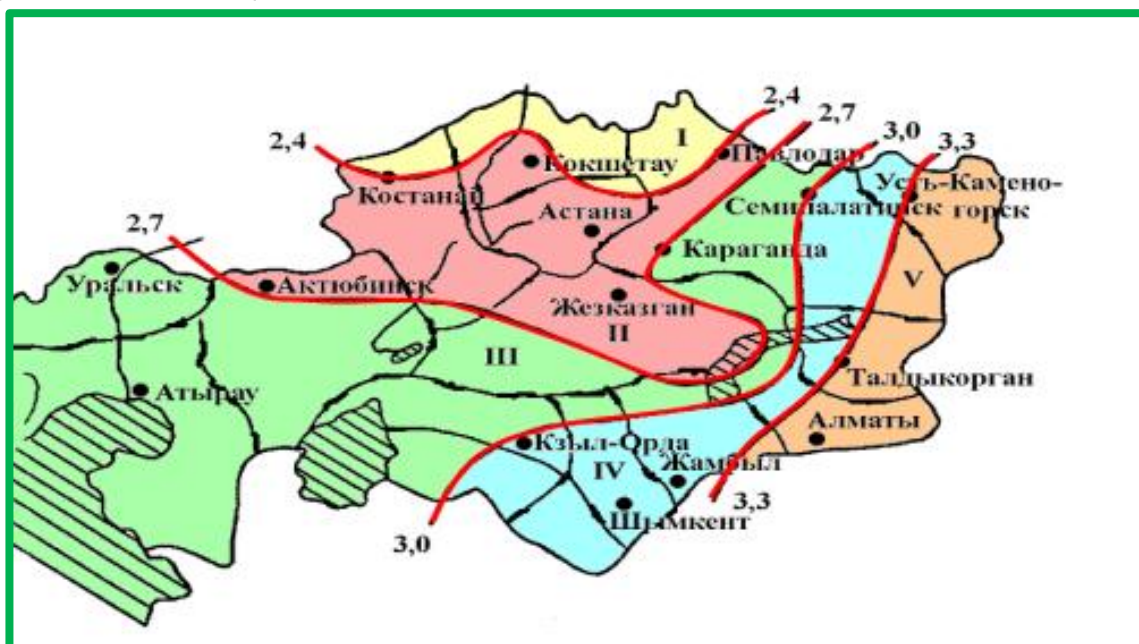 2,4
2,7
3,0
3,3
I
2,4
Кокшетау
Павлодар
Костанай
Усть-Камено-
горск
Семипалатинск
Астана
2,7
Караганда
Уральск
V
Актюбинск
Жезказган
II
III
Атырау
Талдыкорган
Алматы
Кзыл-Орда
IV
Жамбыл
3,3
Шымкент
3,0